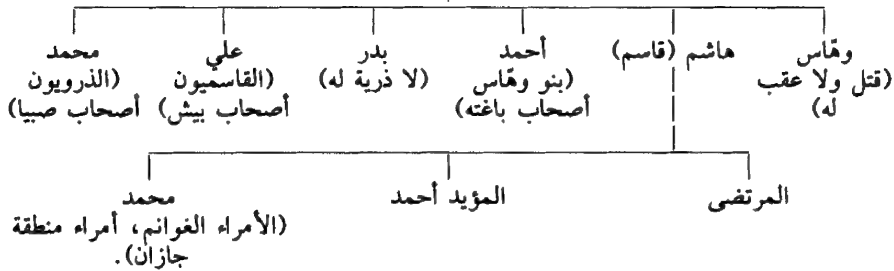 وهّاس هاشم (قاسم) أحمد بدر علي محمد
(قتل ولا عقب (بنو وهّاس (لا ذرية له) (القاسميون (الذرويون
له) أصحاب باغته) أصحاب بيش) أصحاب صبيا)
المرتضى المؤيد أحمد محمد
(الأمراء الغوانم، أمراء منطقة
جازان).